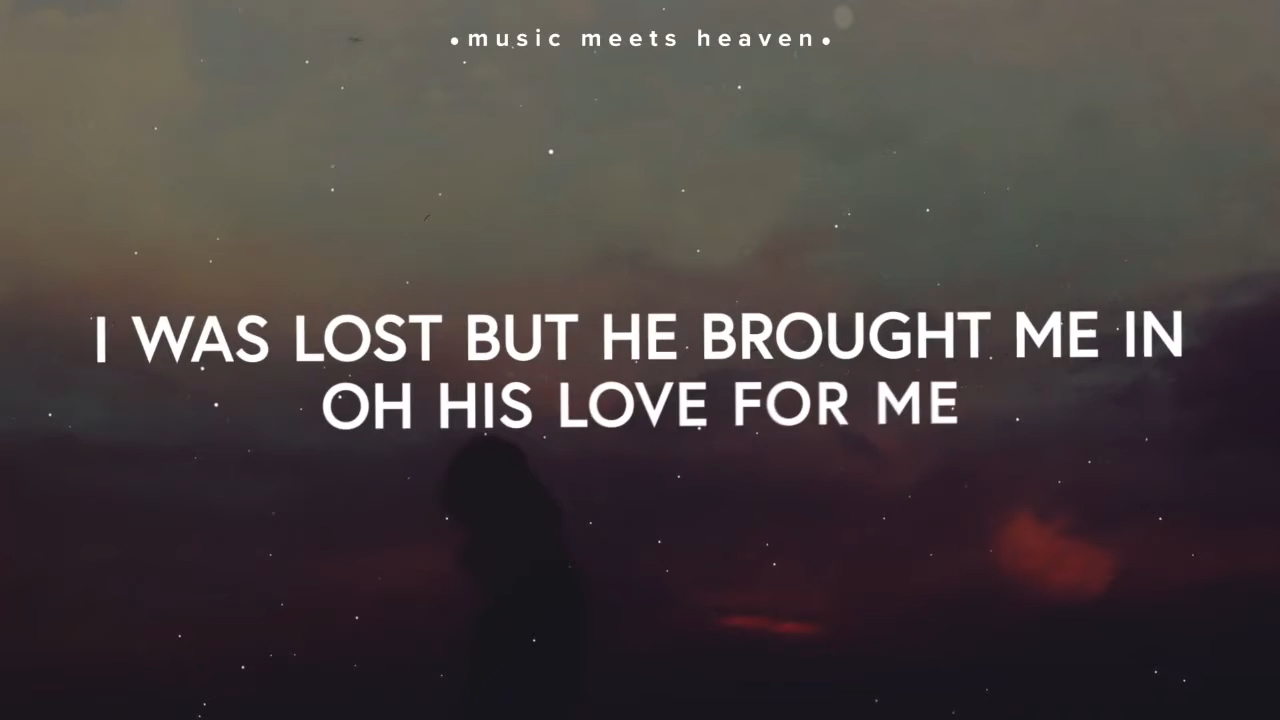 •music meets heaven•
I WAS LOST BUT HE BROUGHT ME IN
OH HIS LOVE FOR ME